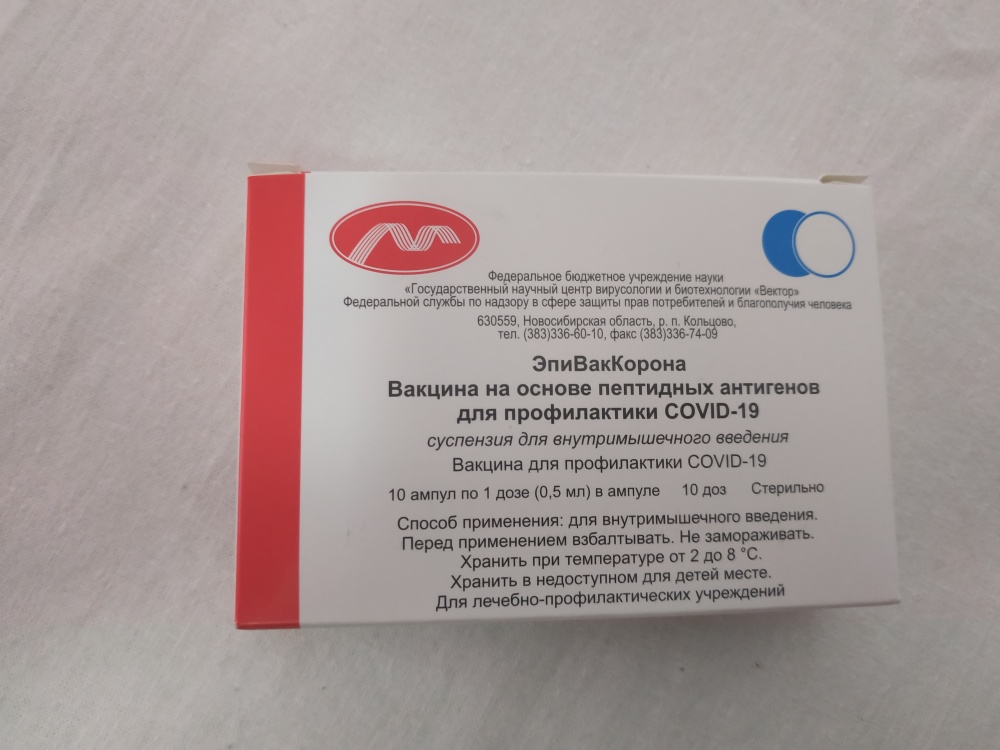 Федеральное бюджетное учреждение науки
«Государственный научный центр вирусологии и биотехнологии «Вектор»
Федеральной службы по надзору в сфере защиты прав потребителей и благополучия человека
630559, Новосибирская область, р. п. Кольцово,
тел. (383)336-60-10, факс (383)336-74-09
ЭпиВакКорона
Вакцина на основе пептидных антигенов
для профилактики COVID-19
суспензия для внутримышечного введения
Вакцина для профилактики COVID-19
10 ампул по 1 дозе (0,5 мл) в ампуле 10 доз Стерильно
Способ применения: для внутримышечного введения.
Перед применением взбалтывать. Не замораживать.
Хранить при температуре от 2 до 8 °С.
Хранить в недоступном для детей месте.
Для лечебно-профилактических учреждений